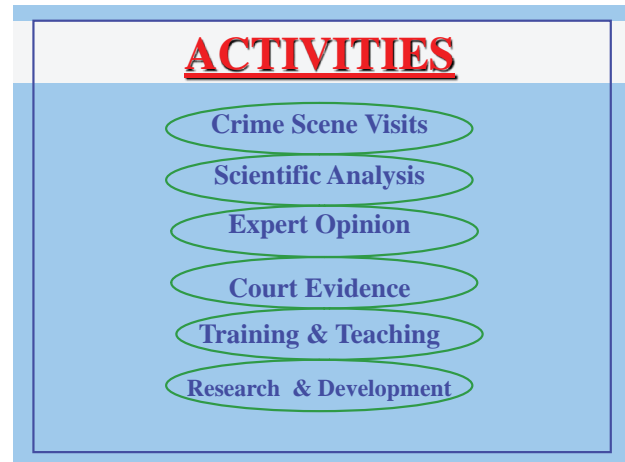 ACTIVITIES
Crime Scene Visits
Scientific Analysis
Expert Opinion
Court Evidence
Training & Teaching
Research & Development